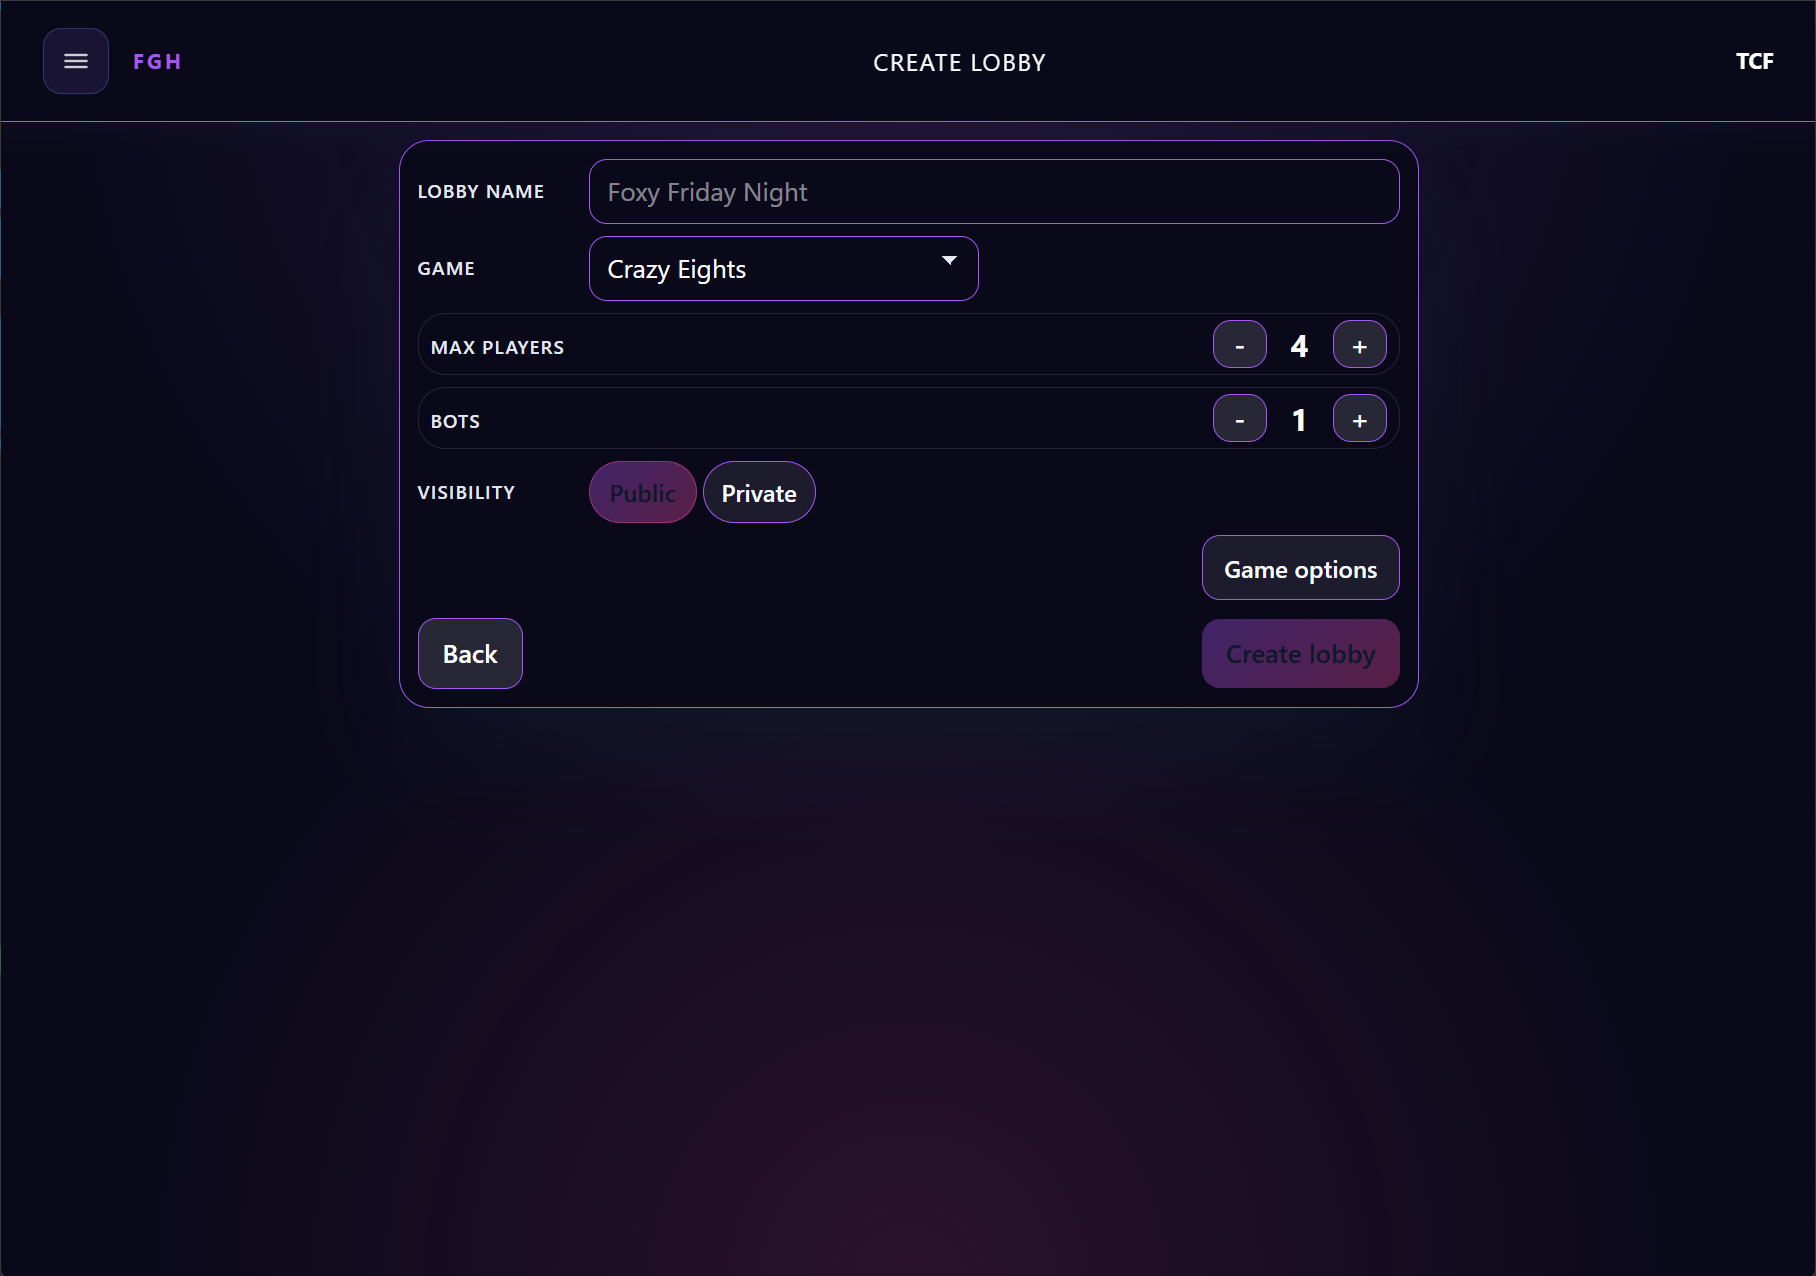 FGH
CREATE LOBBY
TCF
LOBBY NAME
Foxy Friday Night
GAME
Crazy Eights
MAX PLAYERS
- 4 +
BOTS
- 1 +
VISIBILITY
Public
Private
Game options
Back
Create lobby